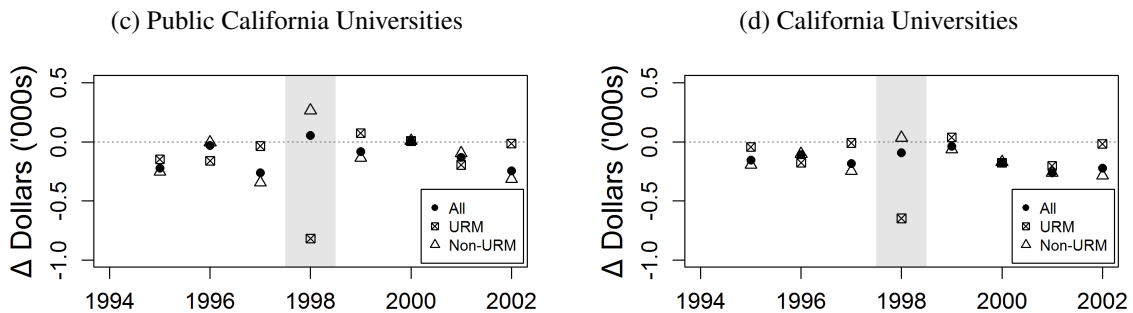 (c) Public California Universities
Δ Dollars ('000s)
0.5
0.0
-0.5
-1.0
All
URM
Non-URM
1994 1996 1998 2000 2002
(d) California Universities
Δ Dollars ('000s)
0.5
0.0
-0.5
-1.0
All
URM
Non-URM
1994 1996 1998 2000 2002